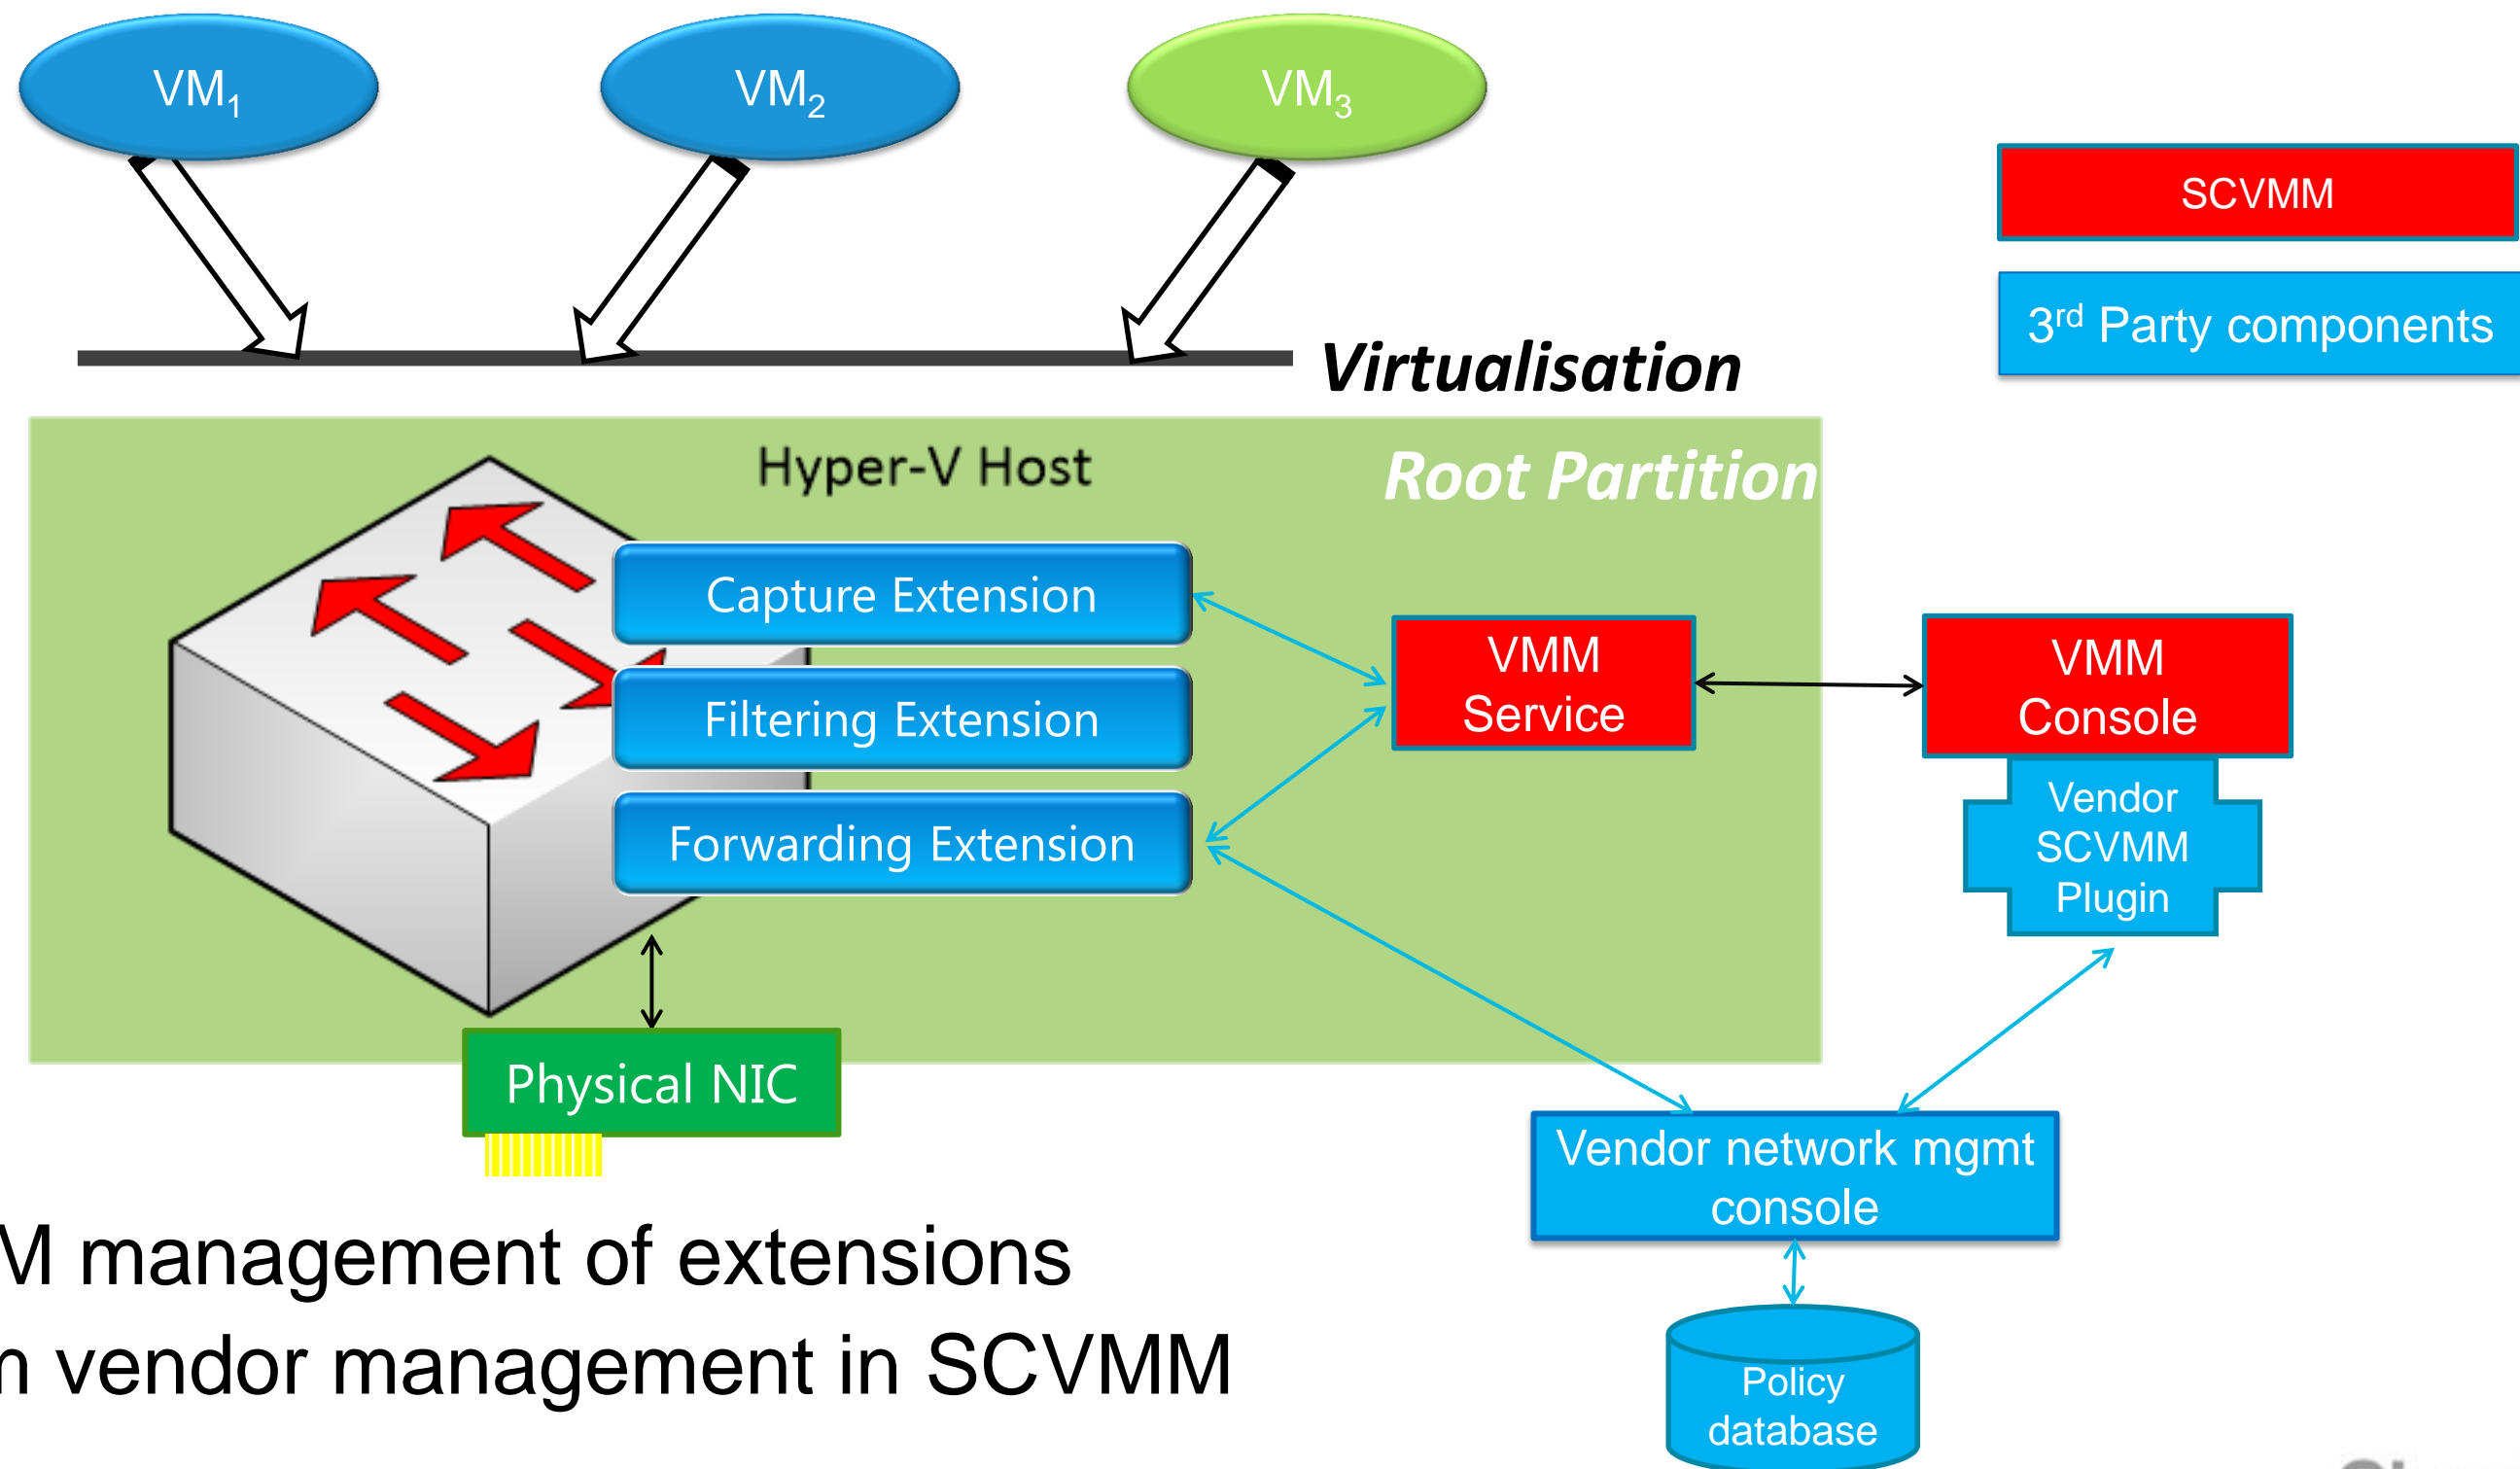 VM1
VM2
VM3
SCVMM
3rd Party components
Virtualisation
Hyper-V Host
Root Partition
Capture Extension
Filtering Extension
Forwarding Extension
VMM
Service
VMM
Console
Vendor
SCVMM
Plugin
Physical NIC
Vendor network mgmt
console
management of extensions
vendor management in SCVMM
Policy
database